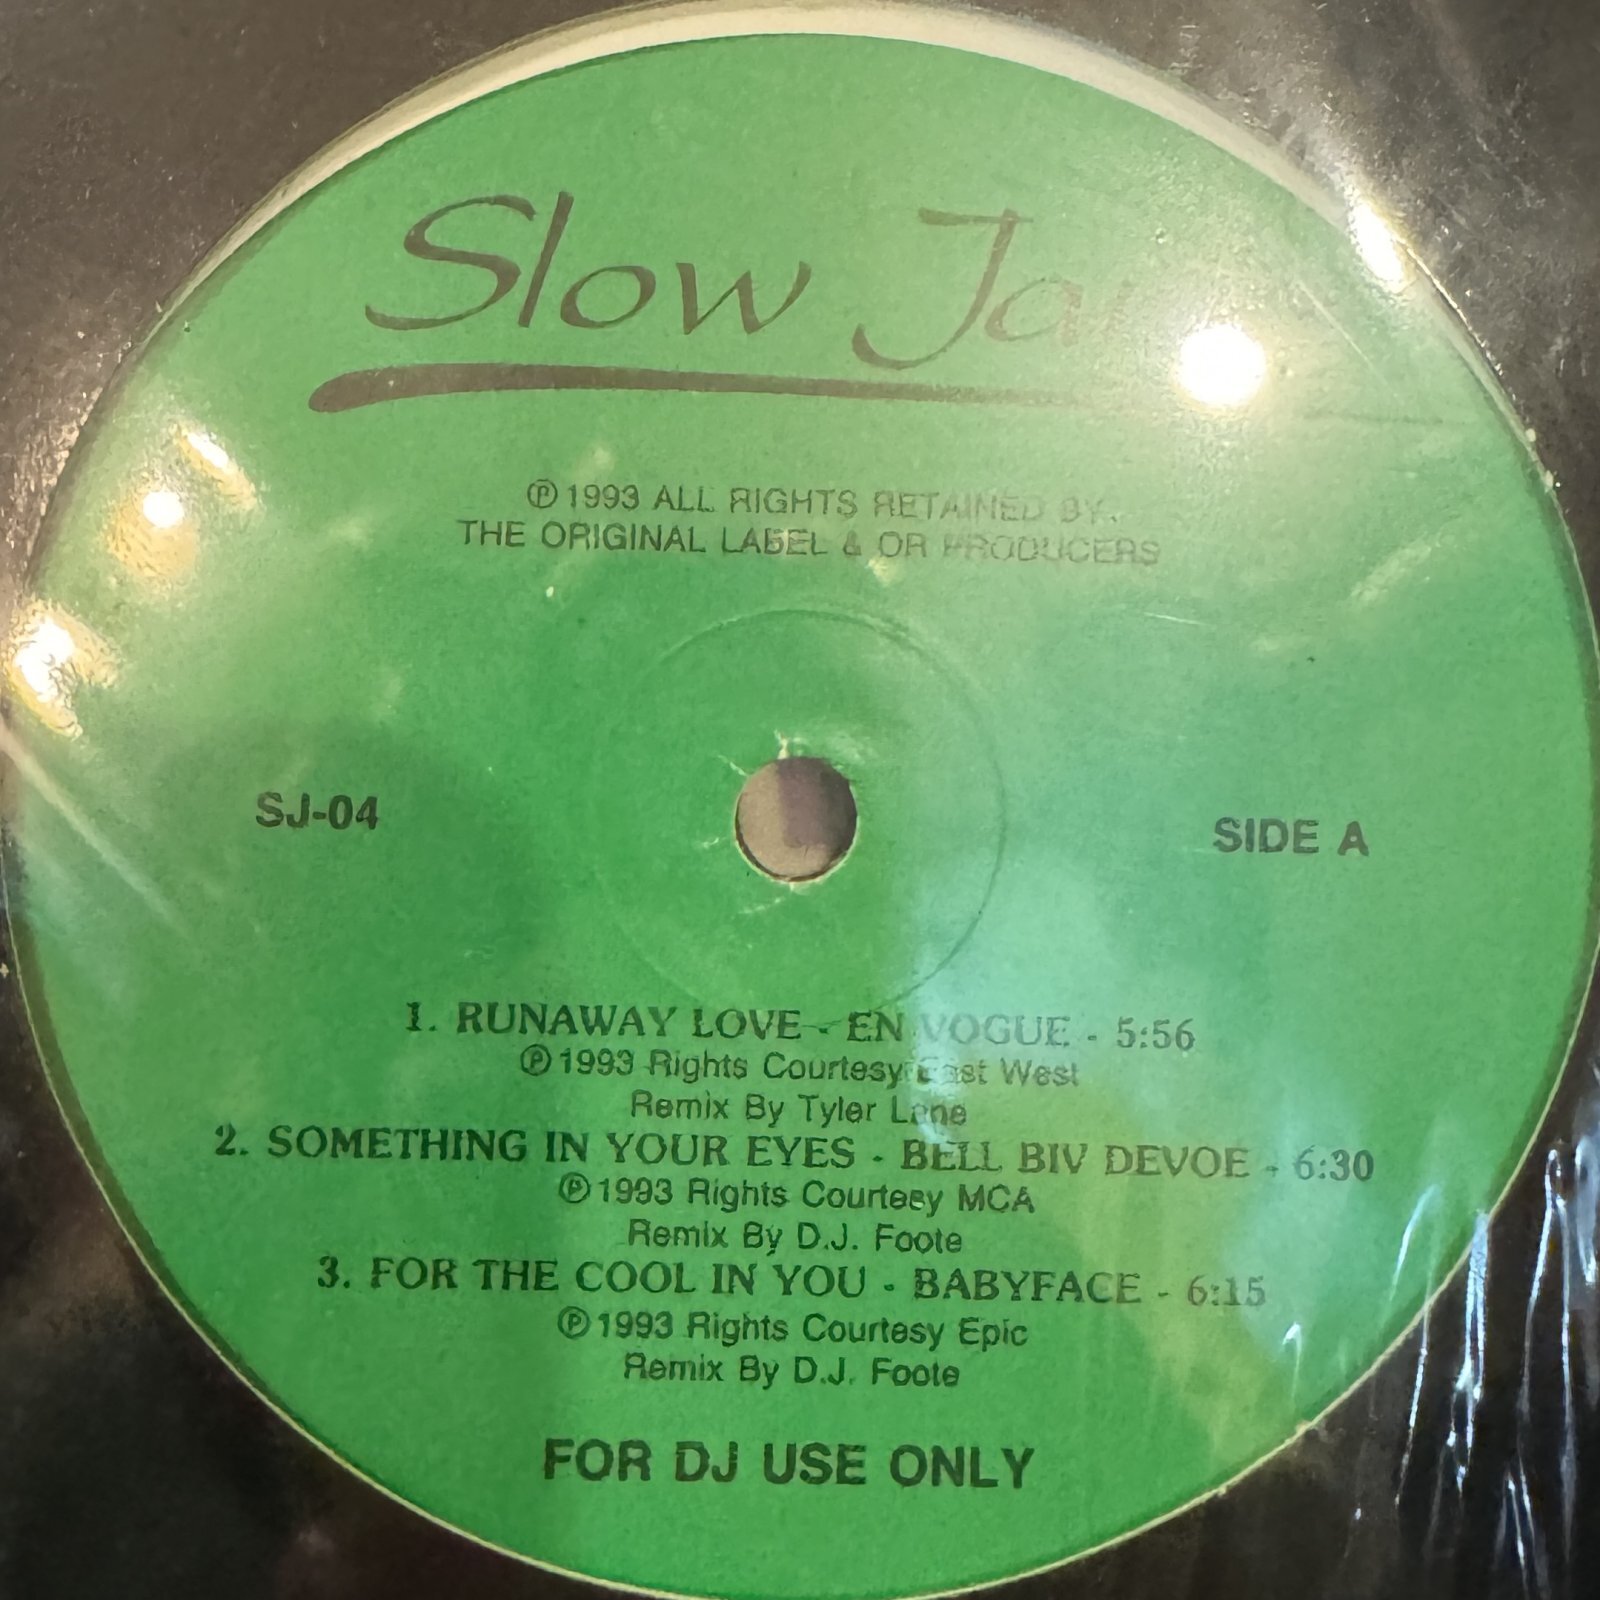 Slow
℗ 1993 ALL RIGHTS RETAINED BY
THE ORIGINAL LABEL & OR PRODUCERS
SJ-04
SIDE A
1. RUNAWAY LOVE - EN VOGUE - 5:56
℗ 1993 Rights Courtesy East West
Remix By Tyler Lane
2. SOMETHING IN YOUR EYES - BELL BIV DEVOE - 6:30
℗ 1993 Rights Courtesy MCA
Remix By D.J. Foote
3. FOR THE COOL IN YOU - BABYFACE - 6:15
℗ 1993 Rights Courtesy Epic
Remix By D.J. Foote
FOR DJ USE ONLY